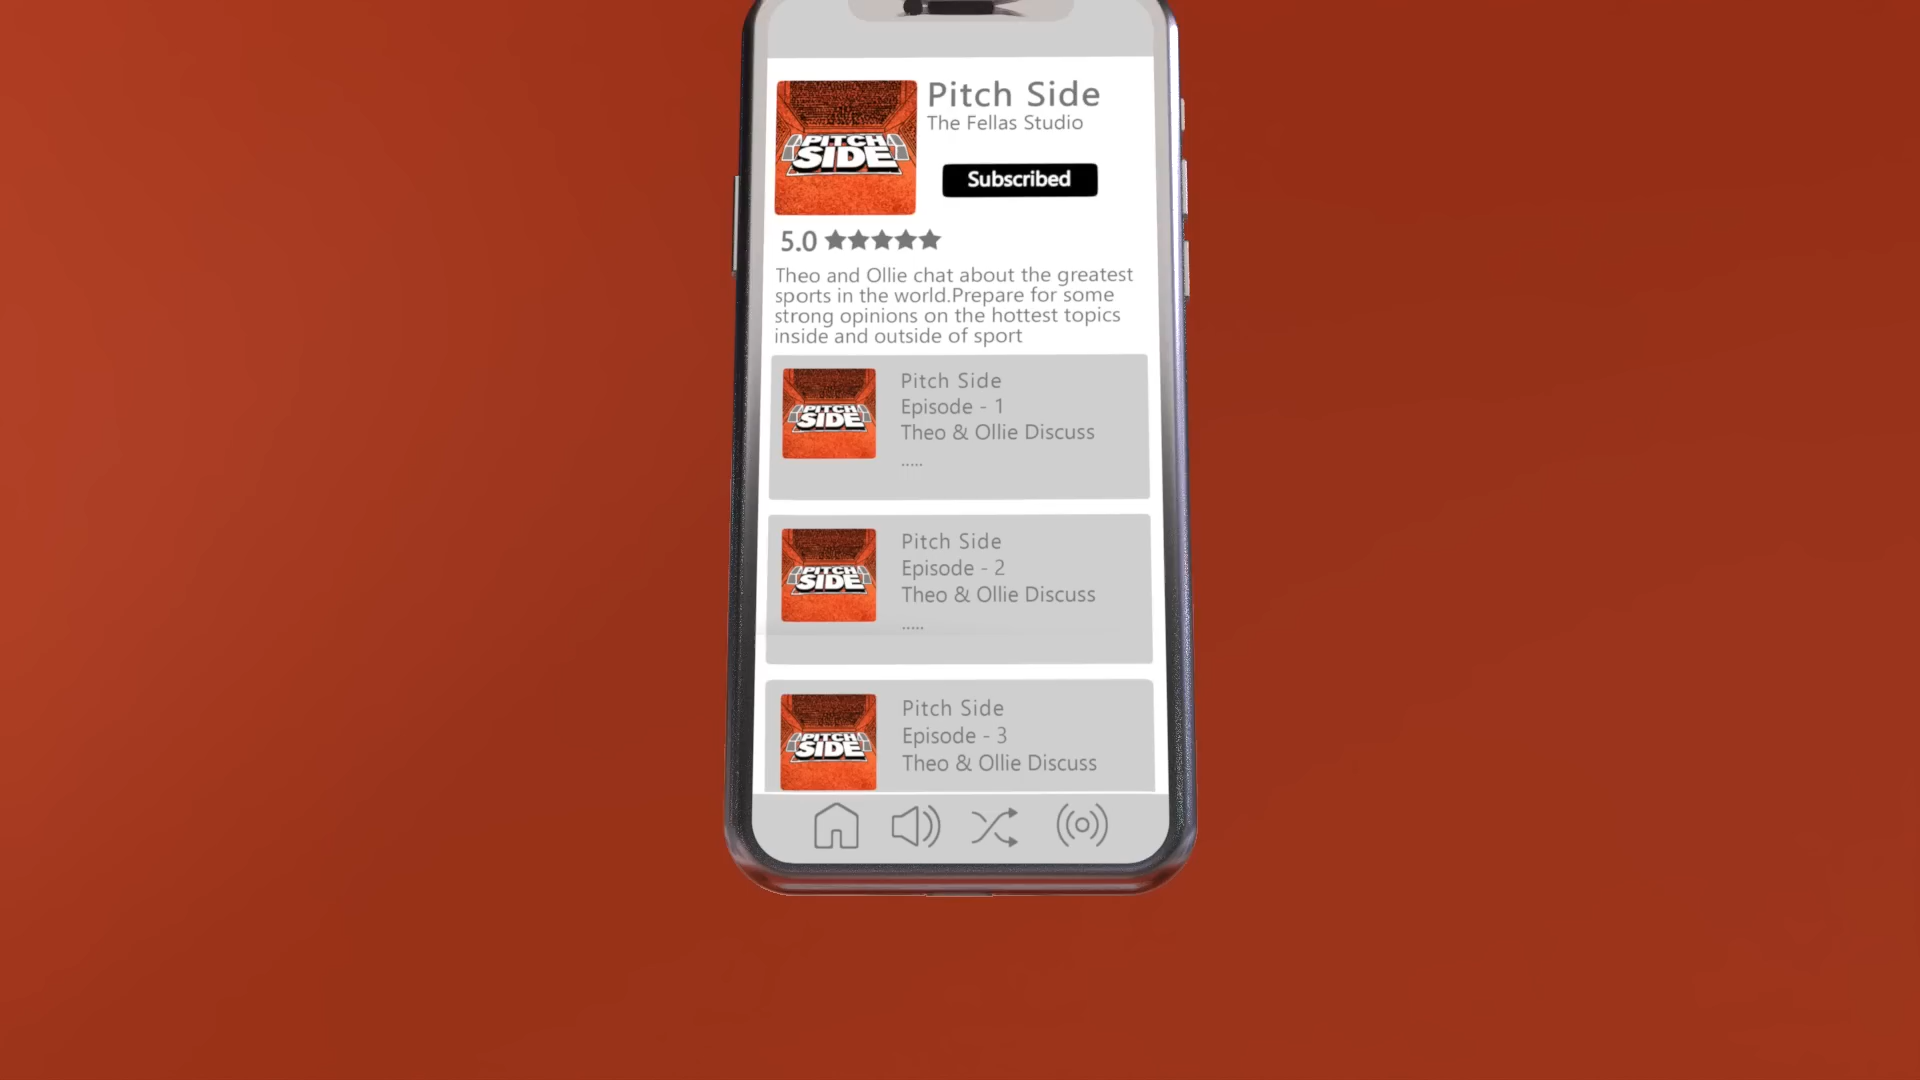 PITCH
SIDE
Pitch Side
The Fellas Studio
Subscribed
5.0
Theo and Ollie chat about the greatest
sports in the world.Prepare for some
strong opinions on the hottest topics
inside and outside of sport
PITCH
SIDE
Pitch Side
Episode - 1
Theo & Ollie Discuss
.....
PITCH
SIDE
Pitch Side
Episode - 2
Theo & Ollie Discuss
.....
PITCH
SIDE
Pitch Side
Episode - 3
Theo & Ollie Discuss